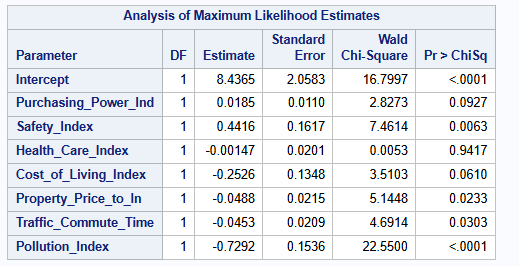 Analysis of Maximum Likelihood Estimates
Parameter DF Estimate Standard Error Wald Chi-Square Pr > ChiSq
Intercept 1 8.4365 2.0583 16.7997 <.0001
Purchasing_Power_Ind 1 0.0185 0.0110 2.8273 0.0927
Safety_Index 1 0.4416 0.1617 7.4614 0.0063
Health_Care_Index 1 -0.00147 0.0201 0.0053 0.9417
Cost_of_Living_Index 1 -0.2526 0.1348 3.5103 0.0610
Property_Price_to_In 1 -0.0488 0.0215 5.1448 0.0233
Traffic_Commute_Time 1 -0.0453 0.0209 4.6914 0.0303
Pollution_Index 1 -0.7292 0.1536 22.5500 <.0001